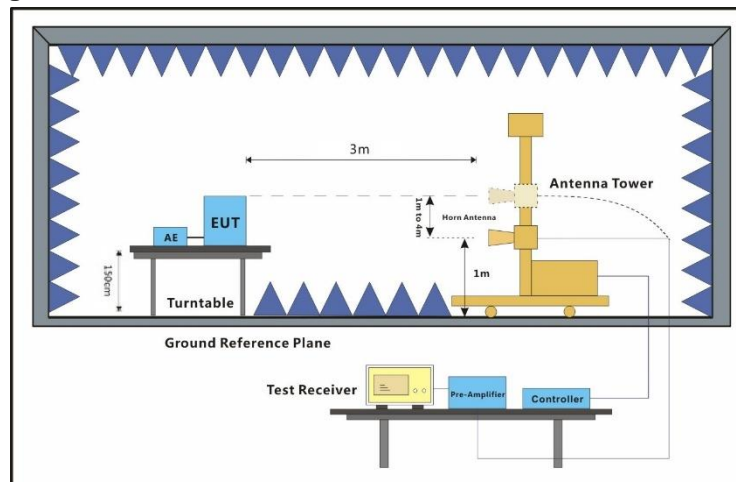 3m
Antenna Tower
1m to 4m
Horn Antenna
EUT
AE
150cm
1m
Turntable
Ground Reference Plane
Test Receiver
Pre-Amplifier
Controller